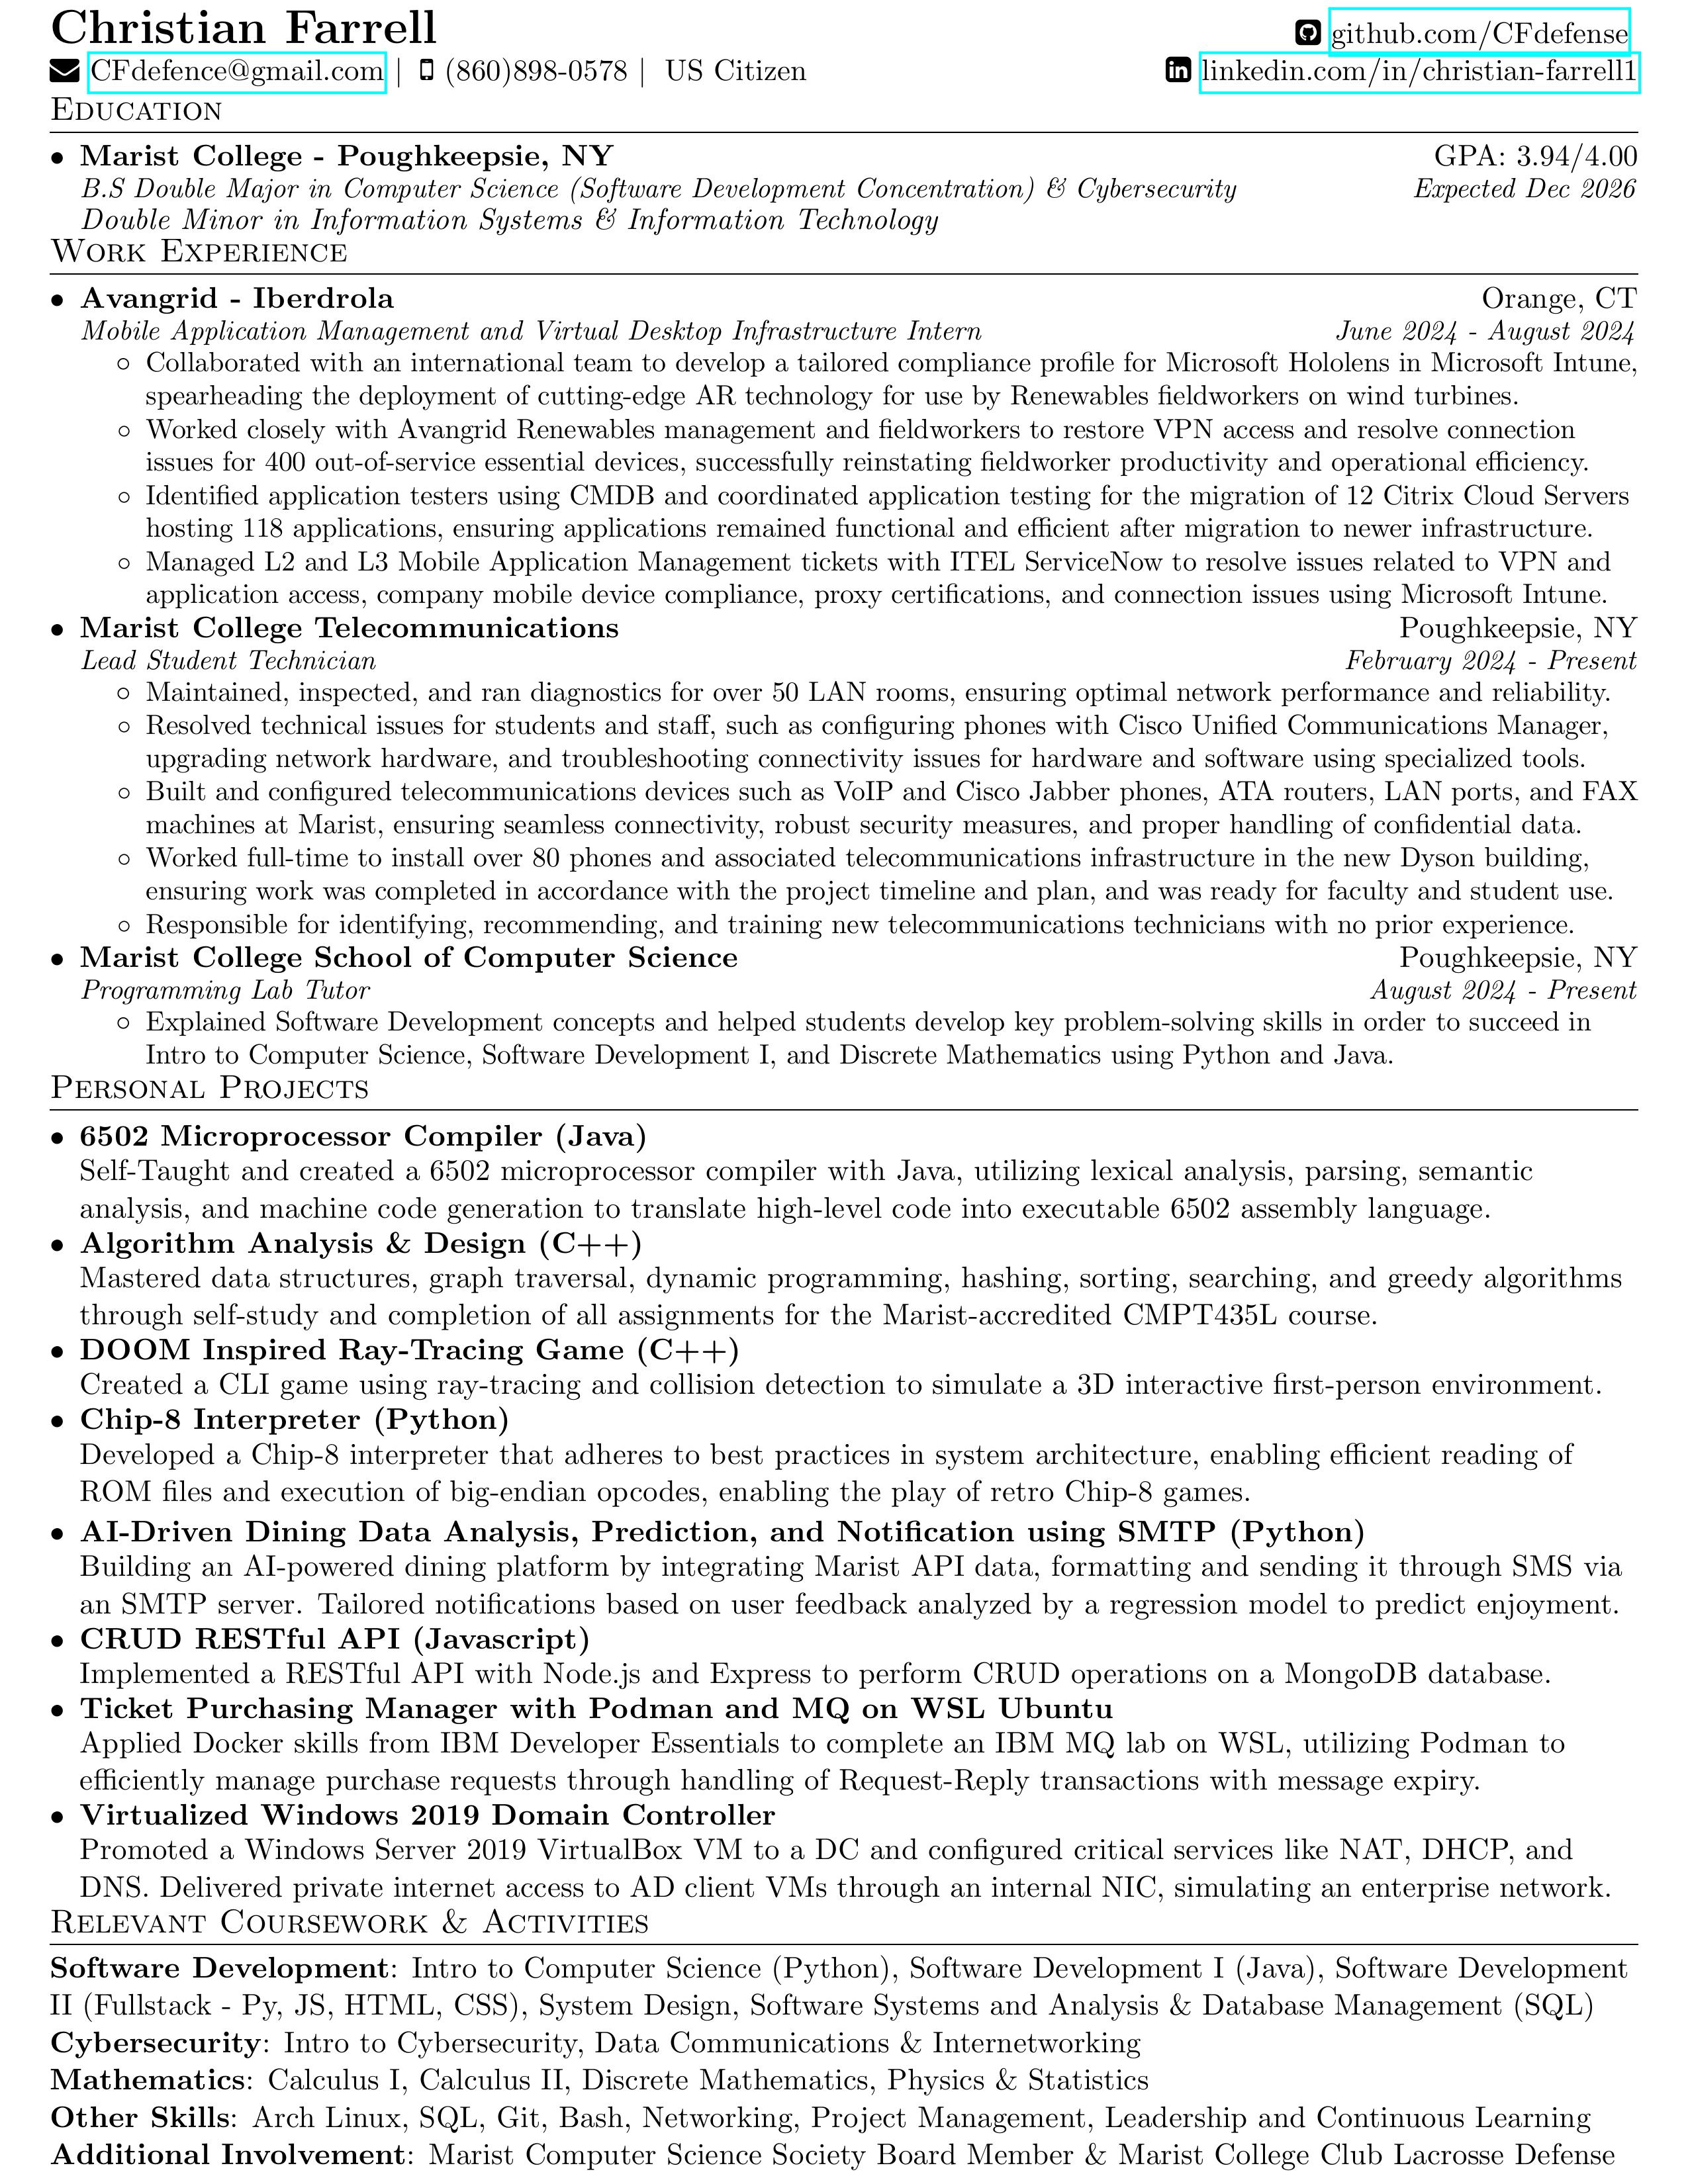 Christian Farrell
github.com/CFdefense
CFdefence@gmail.com | (860)898-0578 | US Citizen
linkedin.com/in/christian-farrell1
Education
• Marist College - Poughkeepsie, NY GPA: 3.94/4.00
B.S Double Major in Computer Science (Software Development Concentration) & Cybersecurity Expected Dec 2026
Double Minor in Information Systems & Information Technology
Work Experience
• Avangrid - Iberdrola Orange, CT
Mobile Application Management and Virtual Desktop Infrastructure Intern June 2024 - August 2024
◦ Collaborated with an international team to develop a tailored compliance profile for Microsoft Hololens in Microsoft Intune,
spearheading the deployment of cutting-edge AR technology for use by Renewables fieldworkers on wind turbines.
◦ Worked closely with Avangrid Renewables management and fieldworkers to restore VPN access and resolve connection
issues for 400 out-of-service essential devices, successfully reinstating fieldworker productivity and operational efficiency.
◦ Identified application testers using CMDB and coordinated application testing for the migration of 12 Citrix Cloud Servers
hosting 118 applications, ensuring applications remained functional and efficient after migration to newer infrastructure.
◦ Managed L2 and L3 Mobile Application Management tickets with ITEL ServiceNow to resolve issues related to VPN and
application access, company mobile device compliance, proxy certifications, and connection issues using Microsoft Intune.
• Marist College Telecommunications Poughkeepsie, NY
Lead Student Technician February 2024 - Present
◦ Maintained, inspected, and ran diagnostics for over 50 LAN rooms, ensuring optimal network performance and reliability.
◦ Resolved technical issues for students and staff, such as configuring phones with Cisco Unified Communications Manager,
upgrading network hardware, and troubleshooting connectivity issues for hardware and software using specialized tools.
◦ Built and configured telecommunications devices such as VoIP and Cisco Jabber phones, ATA routers, LAN ports, and FAX
machines at Marist, ensuring seamless connectivity, robust security measures, and proper handling of confidential data.
◦ Worked full-time to install over 80 phones and associated telecommunications infrastructure in the new Dyson building,
ensuring work was completed in accordance with the project timeline and plan, and was ready for faculty and student use.
◦ Responsible for identifying, recommending, and training new telecommunications technicians with no prior experience.
• Marist College School of Computer Science Poughkeepsie, NY
Programming Lab Tutor August 2024 - Present
◦ Explained Software Development concepts and helped students develop key problem-solving skills in order to succeed in
Intro to Computer Science, Software Development I, and Discrete Mathematics using Python and Java.
Personal Projects
• 6502 Microprocessor Compiler (Java)
Self-Taught and created a 6502 microprocessor compiler with Java, utilizing lexical analysis, parsing, semantic
analysis, and machine code generation to translate high-level code into executable 6502 assembly language.
• Algorithm Analysis & Design (C++)
Mastered data structures, graph traversal, dynamic programming, hashing, sorting, searching, and greedy algorithms
through self-study and completion of all assignments for the Marist-accredited CMPT435L course.
• DOOM Inspired Ray-Tracing Game (C++)
Created a CLI game using ray-tracing and collision detection to simulate a 3D interactive first-person environment.
• Chip-8 Interpreter (Python)
Developed a Chip-8 interpreter that adheres to best practices in system architecture, enabling efficient reading of
ROM files and execution of big-endian opcodes, enabling the play of retro Chip-8 games.
• AI-Driven Dining Data Analysis, Prediction, and Notification using SMTP (Python)
Building an AI-powered dining platform by integrating Marist API data, formatting and sending it through SMS via
an SMTP server. Tailored notifications based on user feedback analyzed by a regression model to predict enjoyment.
• CRUD RESTful API (Javascript)
Implemented a RESTful API with Node.js and Express to perform CRUD operations on a MongoDB database.
• Ticket Purchasing Manager with Podman and MQ on WSL Ubuntu
Applied Docker skills from IBM Developer Essentials to complete an IBM MQ lab on WSL, utilizing Podman to
efficiently manage purchase requests through handling of Request-Reply transactions with message expiry.
• Virtualized Windows 2019 Domain Controller
Promoted a Windows Server 2019 VirtualBox VM to a DC and configured critical services like NAT, DHCP, and
DNS. Delivered private internet access to AD client VMs through an internal NIC, simulating an enterprise network.
Relevant Coursework & Activities
Software Development: Intro to Computer Science (Python), Software Development I (Java), Software Development
II (Fullstack - Py, JS, HTML, CSS), System Design, Software Systems and Analysis & Database Management (SQL)
Cybersecurity: Intro to Cybersecurity, Data Communications & Internetworking
Mathematics: Calculus I, Calculus II, Discrete Mathematics, Physics & Statistics
Other Skills: Arch Linux, SQL, Git, Bash, Networking, Project Management, Leadership and Continuous Learning
Additional Involvement: Marist Computer Science Society Board Member & Marist College Club Lacrosse Defense